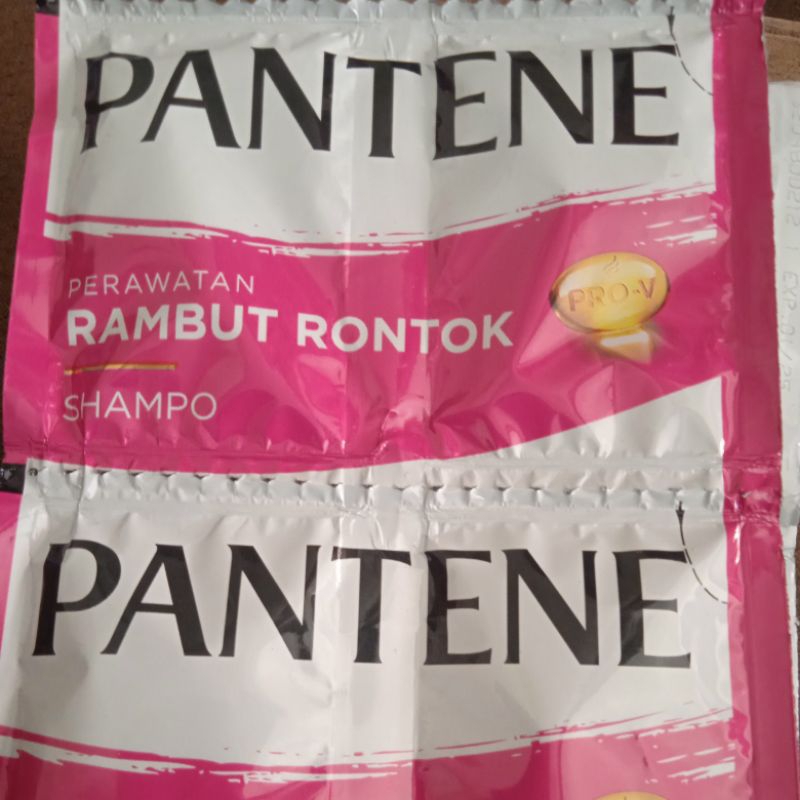 PANTENE
PERAWATAN
RAMBUT RONTOK
SHAMPO
PRO-V
PANTENE